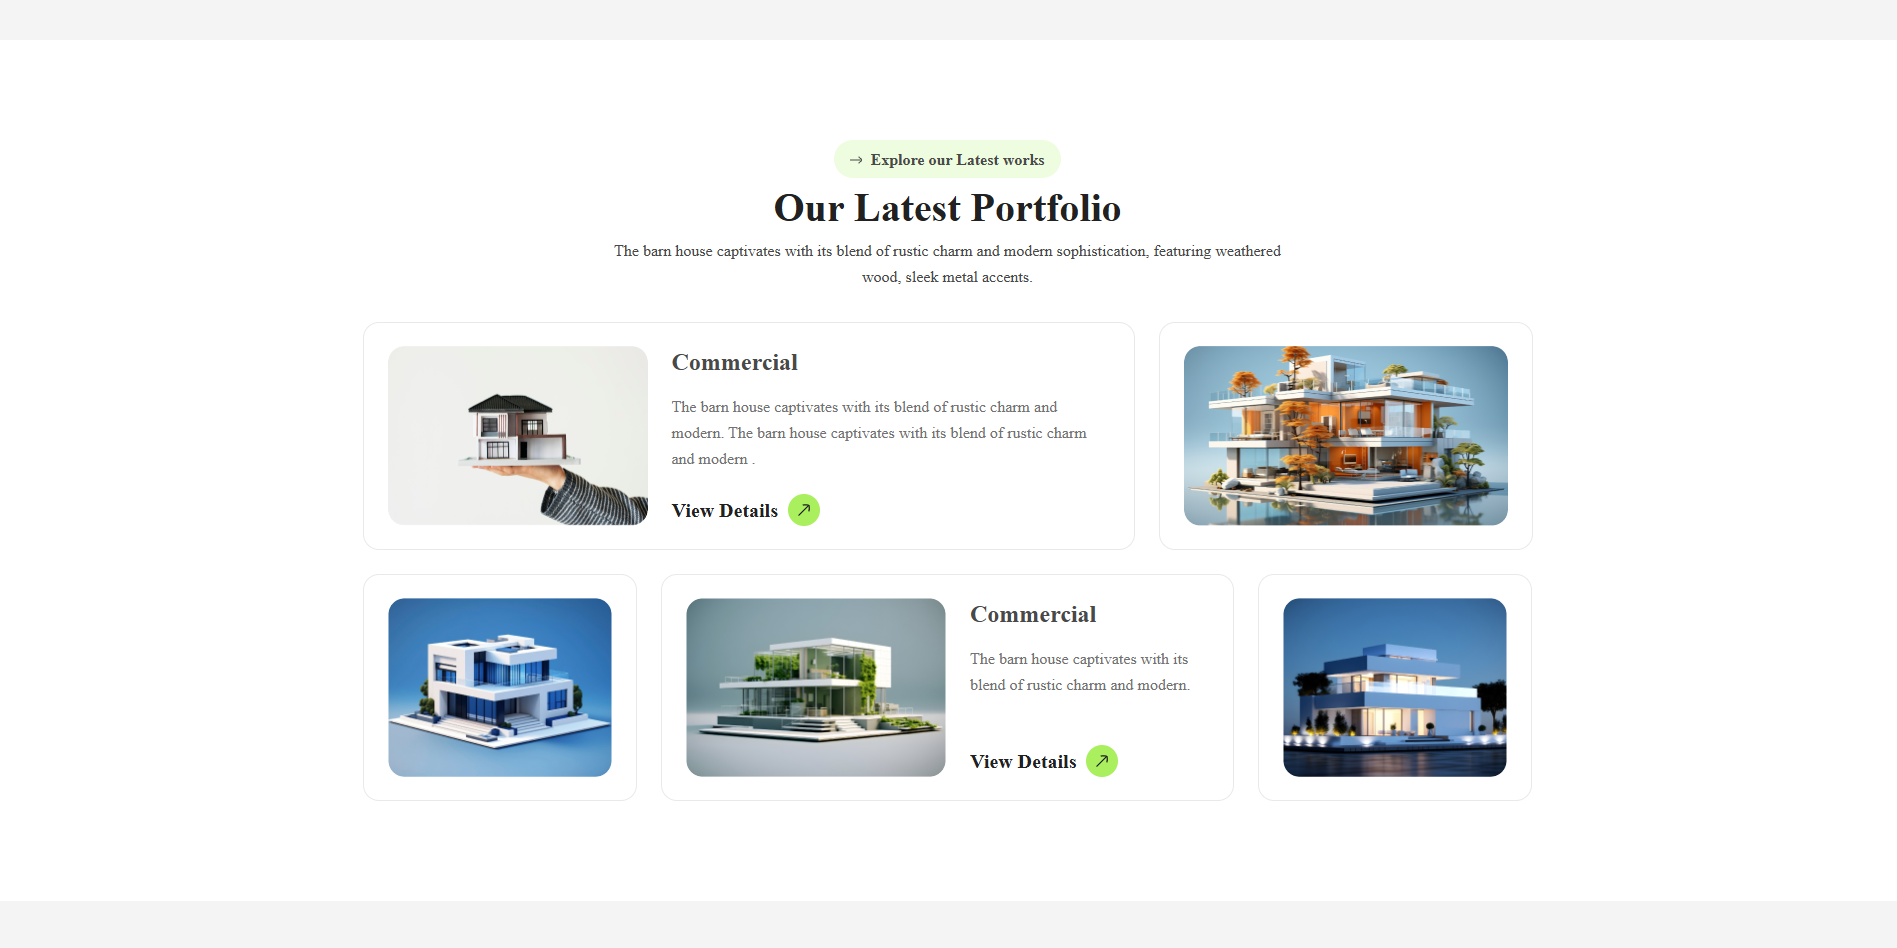 Explore our Latest works
Our Latest Portfolio
The barn house captivates with its blend of rustic charm and modern sophistication, featuring weathered
wood, sleek metal accents.
Commercial
The barn house captivates with its blend of rustic charm and
modern. The barn house captivates with its blend of rustic charm
and modern .
View Details
Commercial
The barn house captivates with its
blend of rustic charm and modern.
View Details